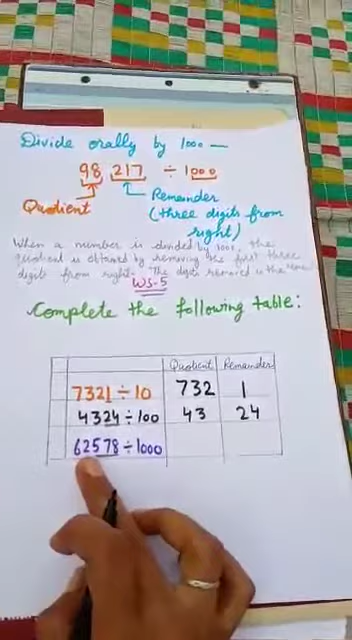 Divide orally by 1000 —
98 217 ÷ 1000
Quotient
Remainder
(three digits from
right)
When a number is divided by 1000, the
quotient is obtained by removing the first three
digits from right. The digits removed is the
WS-5
Complete the following table:
Quotient Remainder
7321 ÷ 10 732 1
4324 ÷ 100 43 24
62578 ÷ 1000